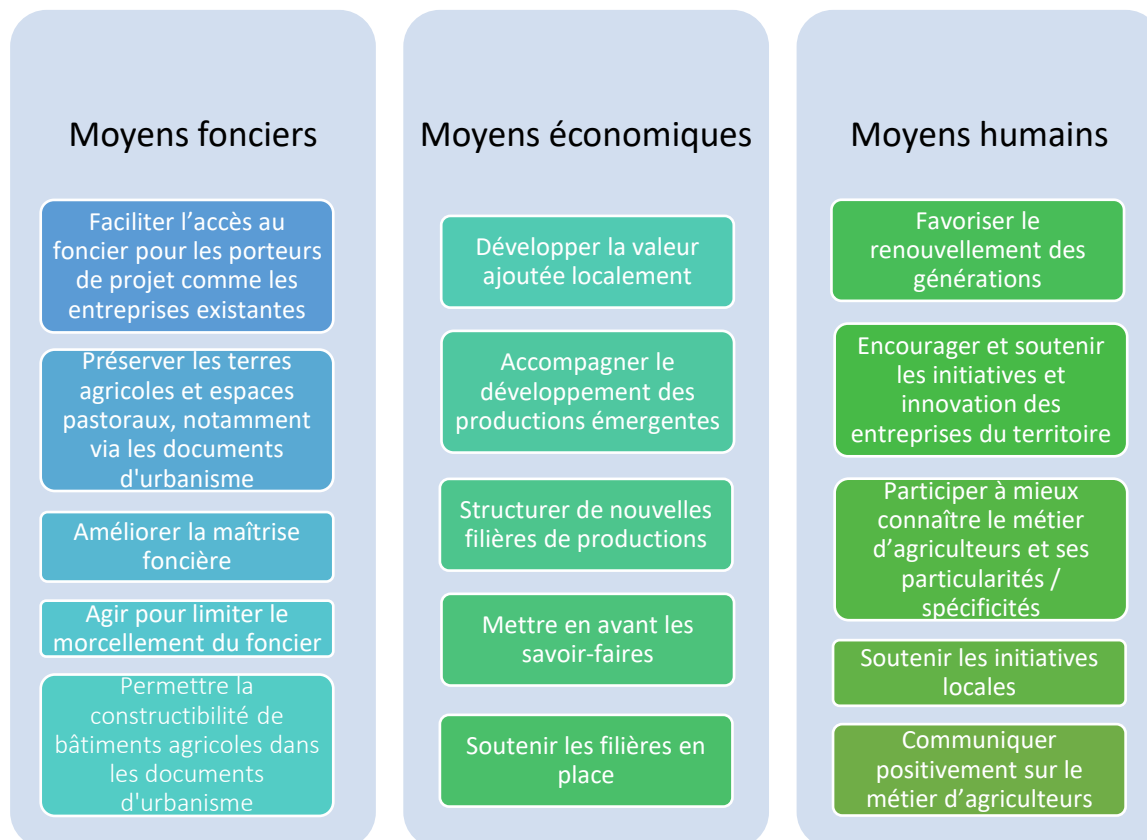 Moyens fonciers
Faciliter l’accès au
foncier pour les porteurs
de projet comme les
entreprises existantes
Préserver les terres
agricoles et espaces
pastoraux, notamment
via les documents
d'urbanisme
Améliorer la maîtrise
foncière
Agir pour limiter le
morcellement du foncier
Permettre la
constructibilité de
bâtiments agricoles dans
les documents
d'urbanisme
Moyens économiques
Développer la valeur
ajoutée localement
Accompagner le
développement des
productions émergentes
Structurer de nouvelles
filières de productions
Mettre en avant les
savoir-faires
Soutenir les filières en
place
Moyens humains
Favoriser le
renouvellement des
générations
Encourager et soutenir
les initiatives et
innovation des
entreprises du territoire
Participer à mieux
connaître le métier
d’agriculteurs et ses
particularités /
spécificités
Soutenir les initiatives
locales
Communiquer
positivement sur le
métier d’agriculteurs